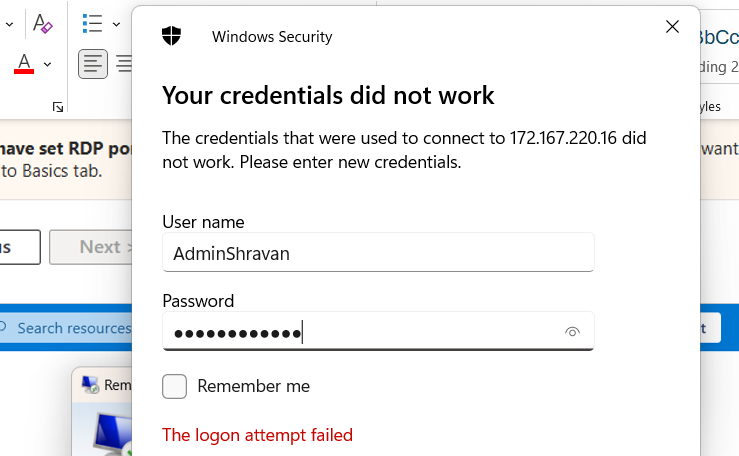 A
A
bCc
ding 2
yles
Windows Security
Your credentials did not work
The credentials that were used to connect to 172.167.220.16 did
not work. Please enter new credentials.
have set RDP por
want
to Basics tab.
User name
AdminShravan
us
Next >
Password
••••••••••••
Search resources
t
Remember me
Rem
The logon attempt failed